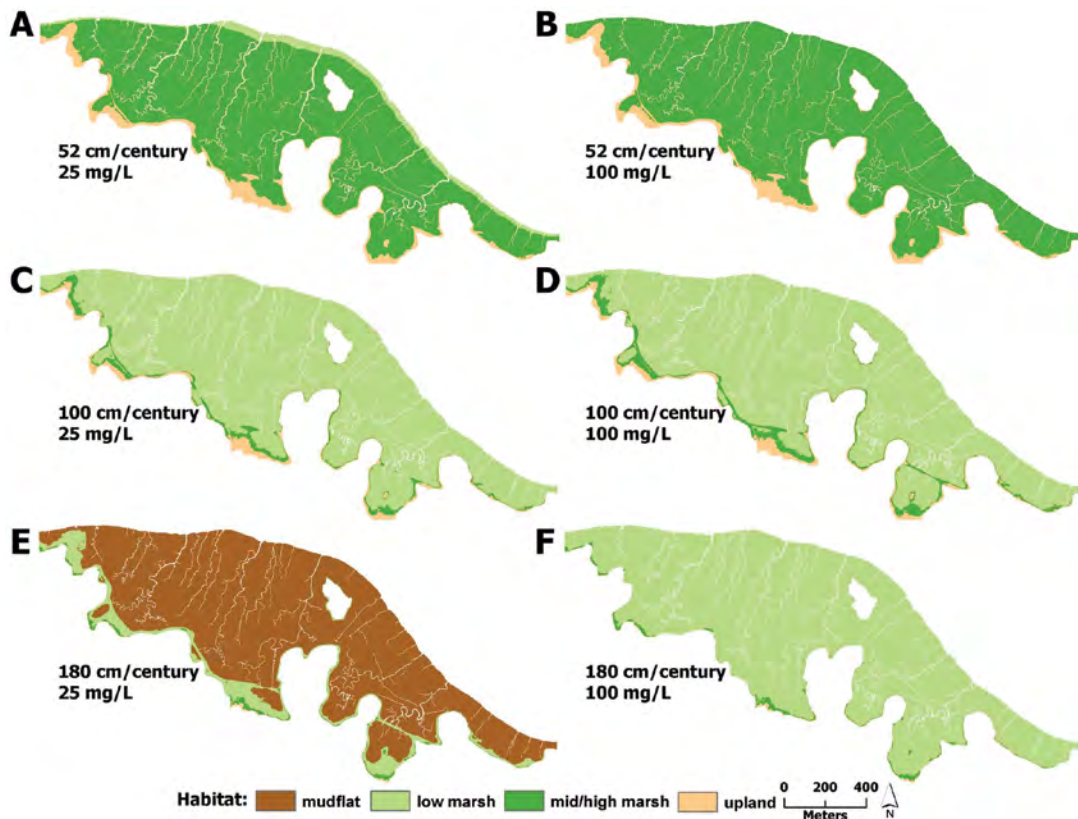 A
52 cm/century
25 mg/L
B
52 cm/century
100 mg/L
C
100 cm/century
25 mg/L
D
100 cm/century
100 mg/L
E
180 cm/century
25 mg/L
F
180 cm/century
100 mg/L
Habitat: mudflat low marsh mid/high marsh upland
0 200 400
Meters
N